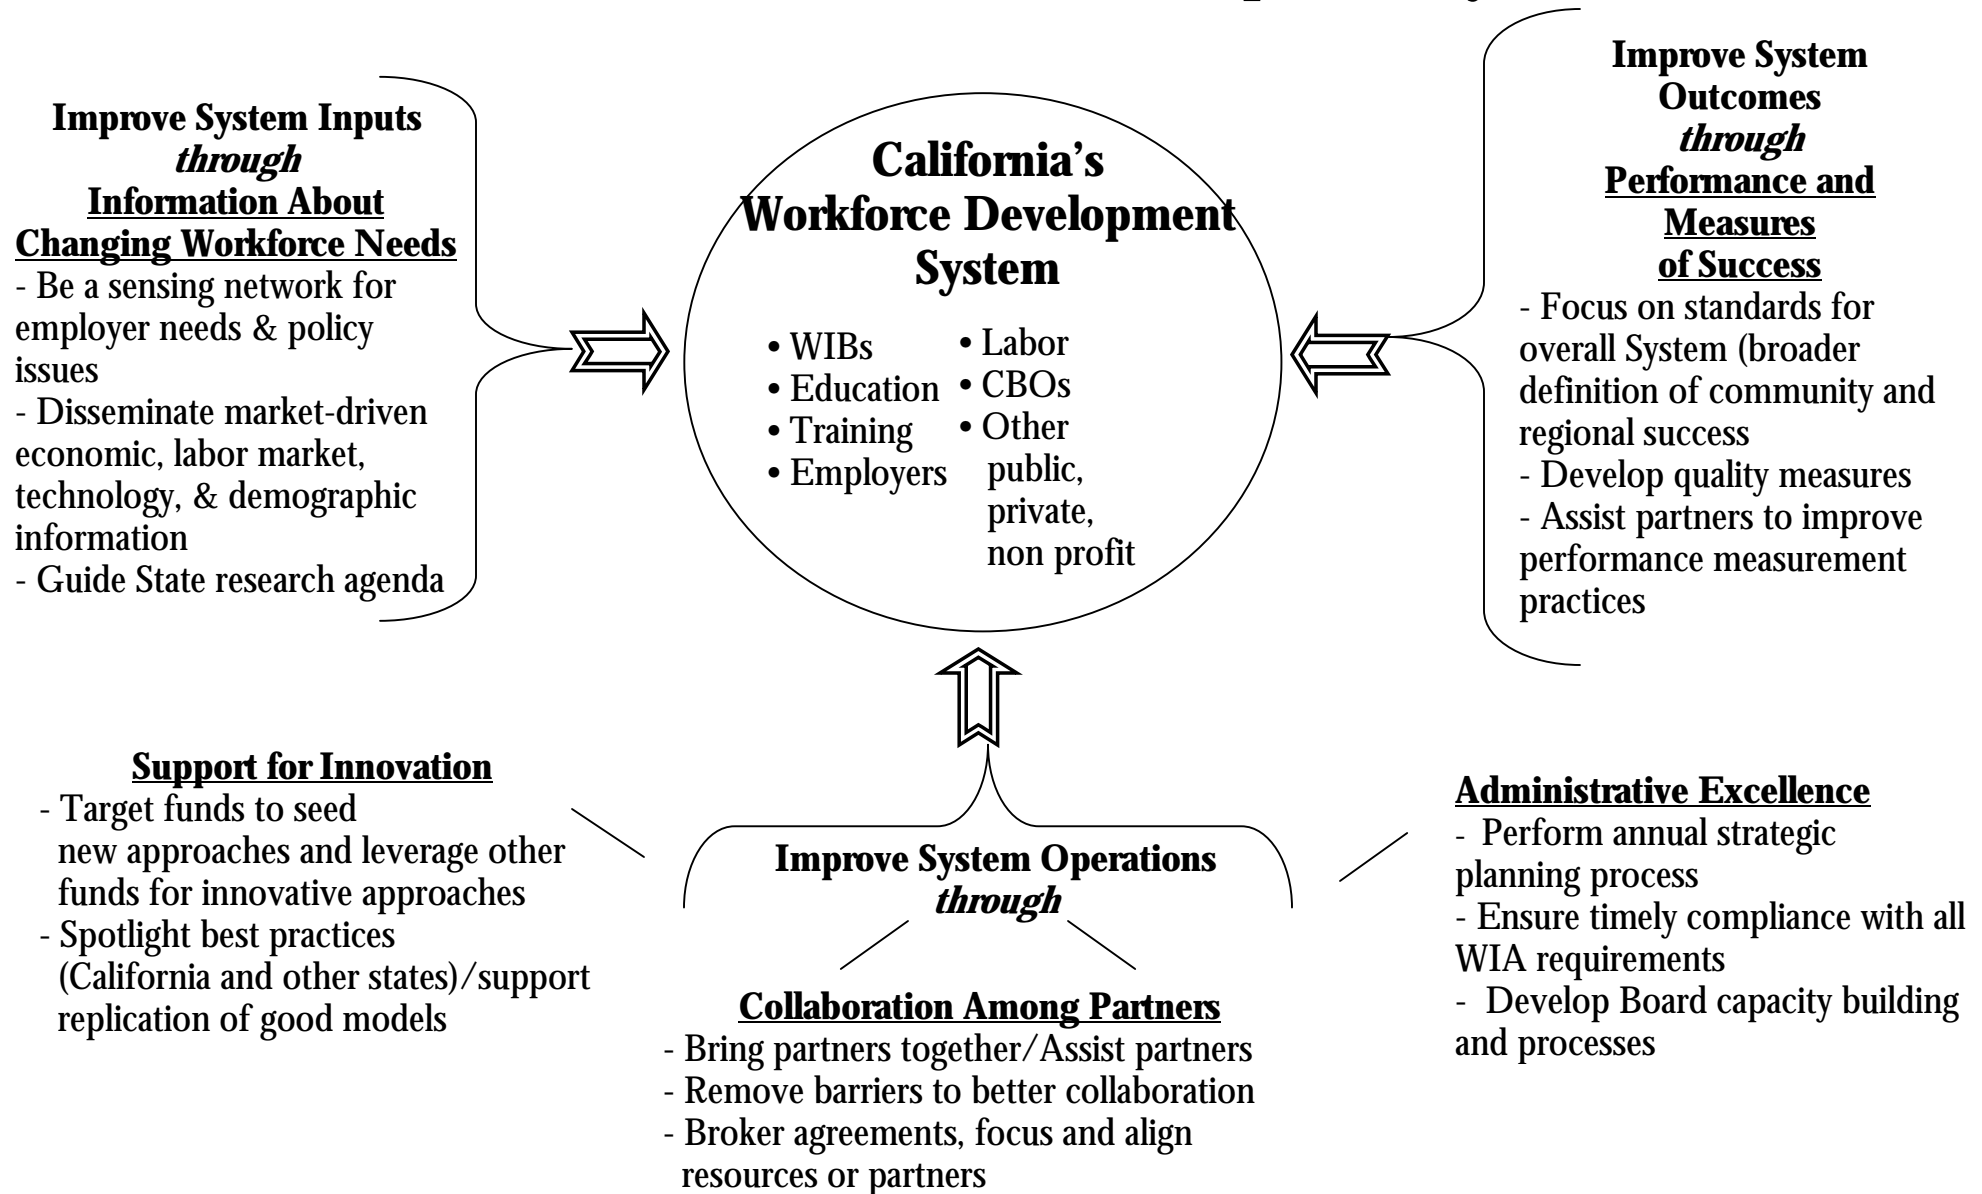 Improve System Inputs
through
Information About
Changing Workforce Needs
- Be a sensing network for
employer needs & policy
issues
- Disseminate market-driven
economic, labor market,
technology, & demographic
information
- Guide State research agenda
California's
Workforce Development
System
• WIBs
• Education
• Training
• Employers
• Labor
• CBOs
• Other
public,
private,
non profit
Improve System
Outcomes
through
Performance and
Measures
of Success
- Focus on standards for
overall System (broader
definition of community and
regional success
- Develop quality measures
- Assist partners to improve
performance measurement
practices
Support for Innovation
- Target funds to seed
new approaches and leverage other
funds for innovative approaches
- Spotlight best practices
(California and other states)/support
replication of good models
Improve System Operations
through
Collaboration Among Partners
- Bring partners together/Assist partners
- Remove barriers to better collaboration
- Broker agreements, focus and align
resources or partners
Administrative Excellence
- Perform annual strategic
planning process
- Ensure timely compliance with all
WIA requirements
- Develop Board capacity building
and processes